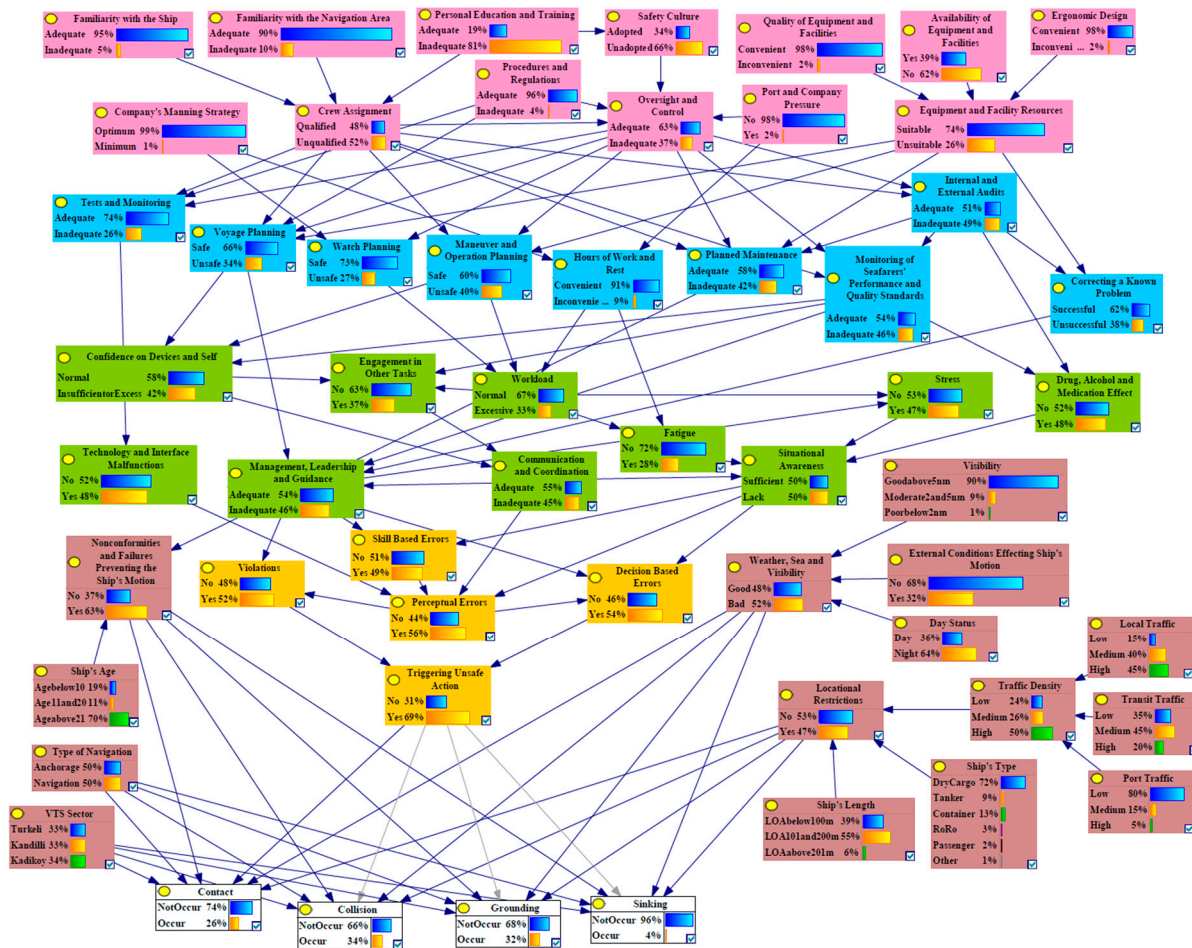 Familiarity with the Ship
Adequate 95%
Inadequate 5%
Familiarity with the Navigation Area
Adequate 90%
Inadequate 10%
Personal Education and Training
Adequate 19%
Inadequate 81%
Safety Culture
Adopted 34%
Unadopted 66%
Quality of Equipment and
Facilities
Convenient 98%
Inconvenient 2%
Availability of
Equipment and
Facilities
Yes 39%
No 62%
Ergonomic Design
Convenient 98%
Inconveni ... 2%
Company's Manning Strategy
Optimum 99%
Minimum 1%
Crew Assignment
Qualified 48%
Unqualified 52%
Procedures and
Regulations
Adequate 96%
Inadequate 4%
Oversight and
Control
Adequate 63%
Inadequate 37%
Port and Company
Pressure
No 98%
Yes 2%
Equipment and Facility Resources
Suitable 74%
Unsuitable 26%
Tests and Monitoring
Adequate 74%
Inadequate 26%
Voyage Planning
Safe 66%
Unsafe 34%
Watch Planning
Safe 73%
Unsafe 27%
Maneuver and
Operation Planning
Safe 60%
Unsafe 40%
Hours of Work and
Rest
Convenient 91%
Inconvenie ... 9%
Planned Maintenance
Adequate 58%
Inadequate 42%
Internal and
External Audits
Adequate 51%
Inadequate 49%
Monitoring of
Seafarers'
Performance and
Quality Standards
Adequate 54%
Inadequate 46%
Correcting a Known
Problem
Successful 62%
Unsuccessful 38%
Confidence on Devices and Self
Normal 58%
InsufficientorExcess 42%
Engagement in
Other Tasks
No 63%
Yes 37%
Workload
Normal 67%
Excessive 33%
Stress
No 53%
Yes 47%
Drug, Alcohol and
Medication Effect
No 52%
Yes 48%
Technology and Interface
Malfunctions
No 52%
Yes 48%
Management, Leadership
and Guidance
Adequate 54%
Inadequate 46%
Communication
and Coordination
Adequate 55%
Inadequate 45%
Fatigue
No 72%
Yes 28%
Situational
Awareness
Sufficient 50%
Lack 50%
Visibility
Goodabove5nm 90%
Moderate2and5nm 9%
Poorbelow2nm 1%
Nonconformities
and Failures
Preventing the
Ship's Motion
No 37%
Yes 63%
Violations
No 48%
Yes 52%
Skill Based Errors
No 51%
Yes 49%
Perceptual Errors
No 44%
Yes 56%
Decision Based
Errors
No 46%
Yes 54%
Weather, Sea and
Visibility
Good 48%
Bad 52%
External Conditions Effecting Ship's
Motion
No 68%
Yes 32%
Day Status
Day 36%
Night 64%
Local Traffic
Low 15%
Medium 40%
High 45%
Ship's Age
Agebelow10 19%
Age11and20 11%
Ageabove21 70%
Triggering Unsafe
Action
No 31%
Yes 69%
Locational
Restrictions
No 53%
Yes 47%
Traffic Density
Low 24%
Medium 26%
High 50%
Transit Traffic
Low 35%
Medium 45%
High 20%
Type of Navigation
Anchorage 50%
Navigation 50%
Port Traffic
Low 80%
Medium 15%
High 5%
VTS Sector
Turkeli 33%
Kandilli 33%
Kadikoy 34%
Ship's Length
LOAbelow100m 39%
LOA101and200m 55%
LOAabove201m 6%
Ship's Type
DryCargo 72%
Tanker 9%
Container 13%
RoRo 3%
Passenger 2%
Other 1%
Contact
NotOccur 74%
Occur 26%
Collision
NotOccur 66%
Occur 34%
Grounding
NotOccur 68%
Occur 32%
Sinking
NotOccur 96%
Occur 4%